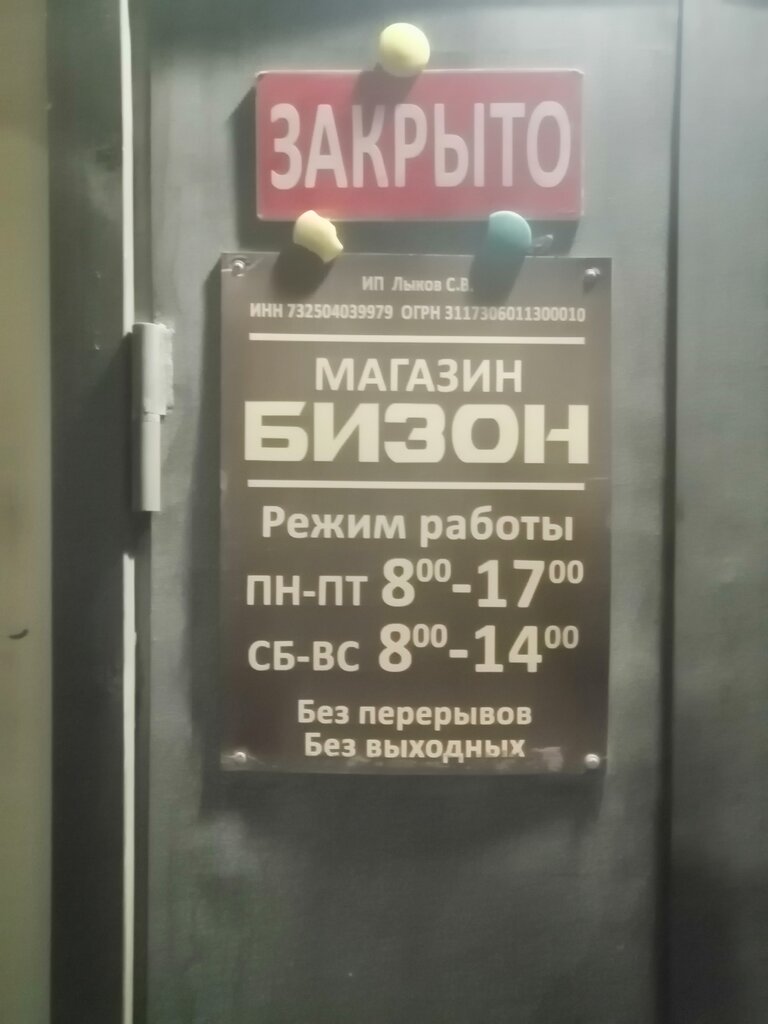 ЗАКРЫТО
ИП Лыков С.В.
ИНН 732504039979 ОГРН 3117306011300010
МАГАЗИН
БИЗОН
Режим работы
ПН-ПТ 8⁰⁰-17⁰⁰
СБ-ВС 8⁰⁰-14⁰⁰
Без перерывов
Без выходных